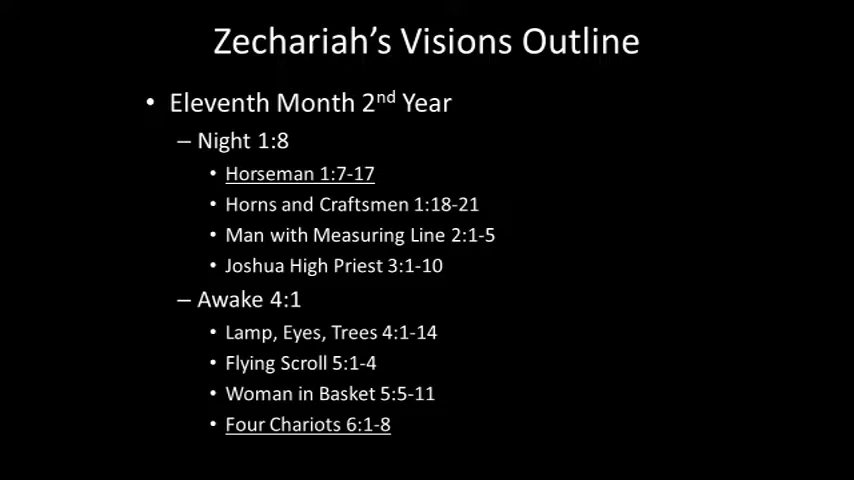 Zechariah's Visions Outline
• Eleventh Month 2nd Year
– Night 1:8
• Horseman 1:7-17
• Horns and Craftsmen 1:18-21
• Man with Measuring Line 2:1-5
• Joshua High Priest 3:1-10
– Awake 4:1
• Lamp, Eyes, Trees 4:1-14
• Flying Scroll 5:1-4
• Woman in Basket 5:5-11
• Four Chariots 6:1-8